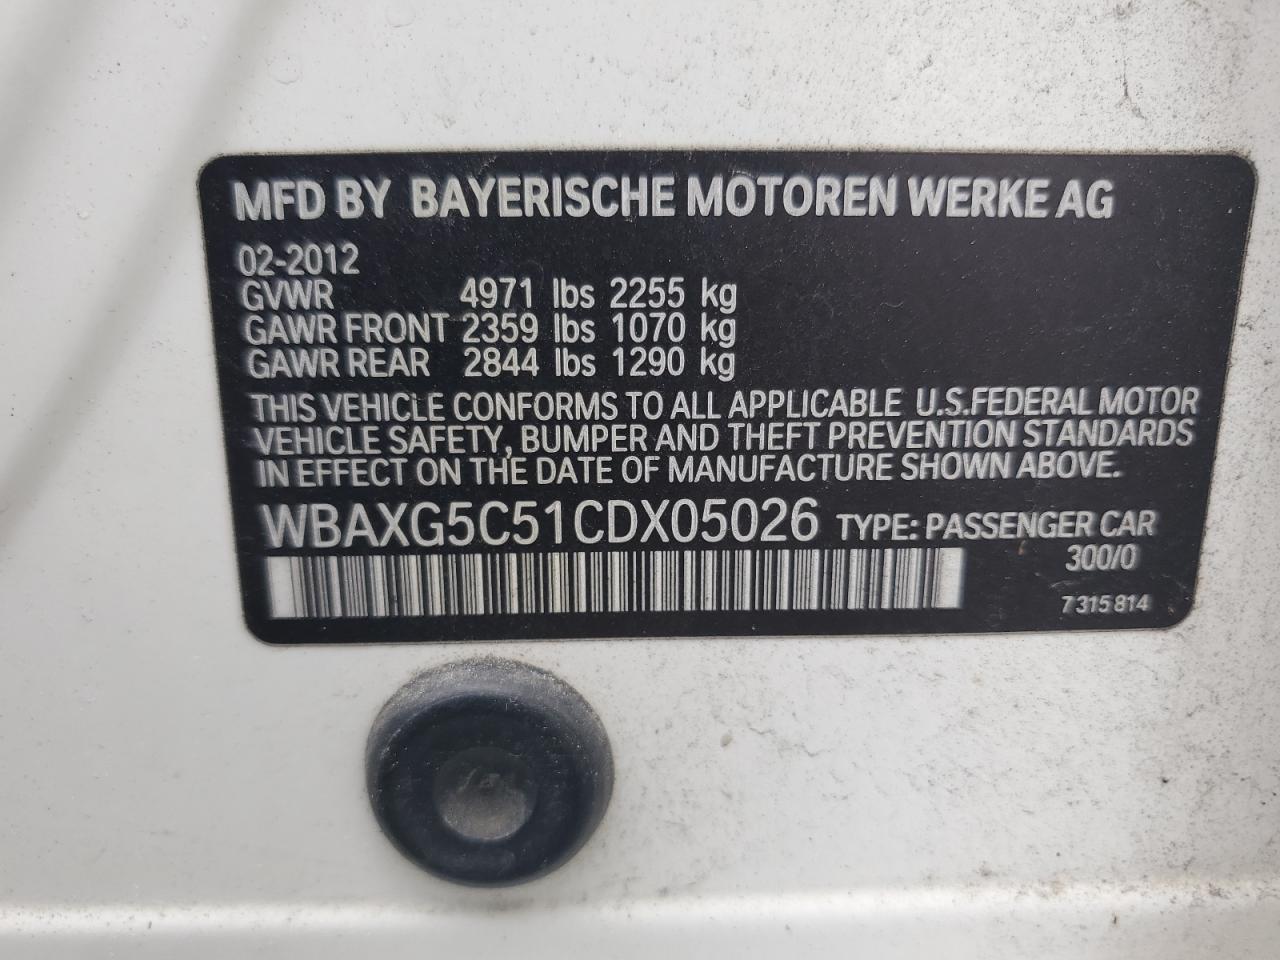 MFD BY BAYERISCHE MOTOREN WERKE AG
02-2012
GVWR 4971 lbs 2255 kg
GAWR FRONT 2359 lbs 1070 kg
GAWR REAR 2844 lbs 1290 kg
THIS VEHICLE CONFORMS TO ALL APPLICABLE U.S.FEDERAL MOTOR
VEHICLE SAFETY, BUMPER AND THEFT PREVENTION STANDARDS
IN EFFECT ON THE DATE OF MANUFACTURE SHOWN ABOVE.
WBAXG5C51CDX05026 TYPE: PASSENGER CAR
300/0
7 315 814